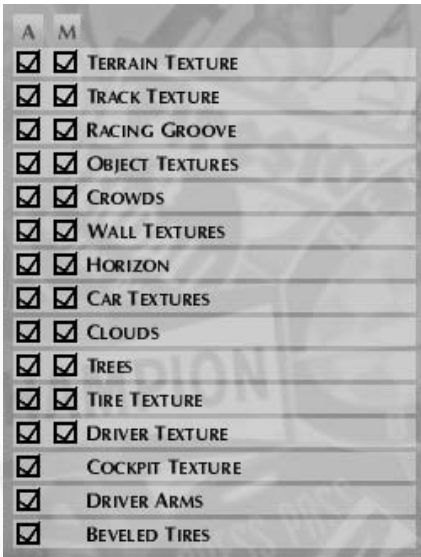 A M
TERRAIN TEXTURE
TRACK TEXTURE
RACING GROOVE
OBJECT TEXTURES
CROWDS
WALL TEXTURES
HORIZON
CAR TEXTURES
CLOUDS
TREES
TIRE TEXTURE
DRIVER TEXTURE
COCKPIT TEXTURE
DRIVER ARMS
BEVELED TIRES